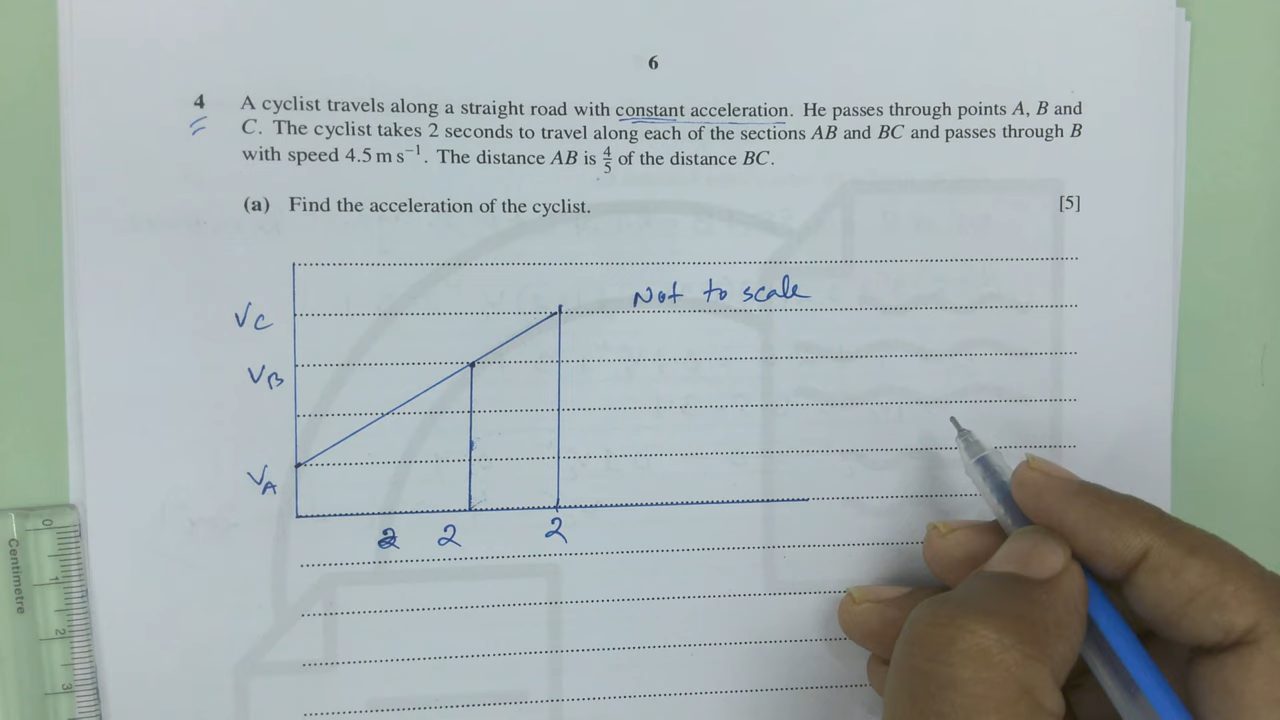 6
4 A cyclist travels along a straight road with constant acceleration. He passes through points A, B and
C. The cyclist takes 2 seconds to travel along each of the sections AB and BC and passes through B
with speed 4.5 m s⁻¹. The distance AB is 4/5 of the distance BC.
(a) Find the acceleration of the cyclist. [5]
Not to scale
VC
VB
VA
2 2 2
0
Centimetre
1
2
3